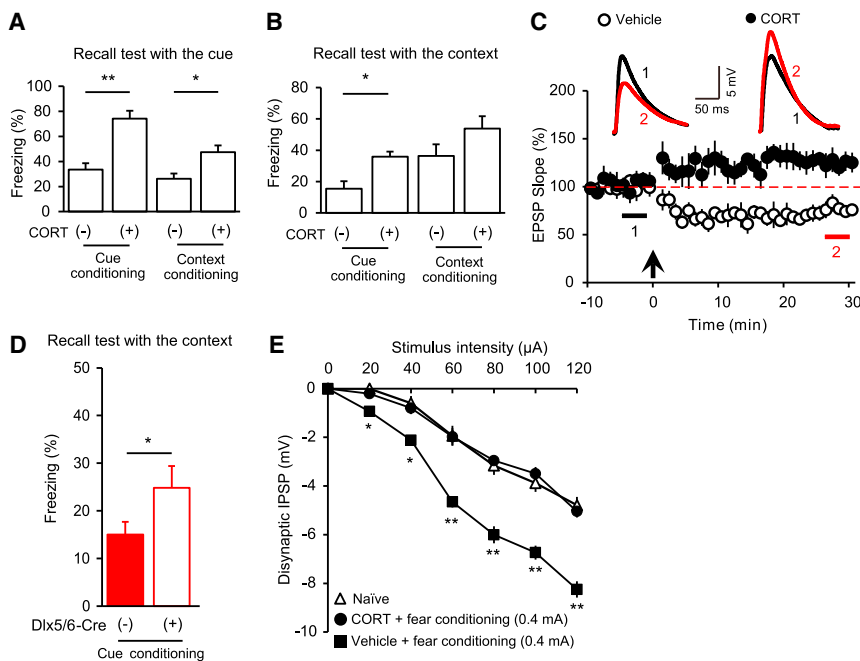 A
Recall test with the cue
Freezing (%)
100
80
60
40
20
0
**
*
CORT (-) (+) (-) (+)
Cue conditioning
Context conditioning
B
Recall test with the context
Freezing (%)
80
60
40
20
0
*
CORT (-) (+) (-) (+)
Cue conditioning
Context conditioning
C
Vehicle
CORT
EPSP Slope (%)
200
150
100
50
0
1
2
5 mV
50 ms
2
1
1
2
-10 0 10 20 30
Time (min)
D
Recall test with the context
Freezing (%)
50
40
30
20
10
0
*
Dlx5/6-Cre (-) (+)
Cue conditioning
E
Stimulus intensity (µA)
0 20 40 60 80 100 120
Disynaptic IPSP (mV)
0
-2
-4
-6
-8
-10
*
*
**
**
**
**
Naïve
CORT + fear conditioning (0.4 mA)
Vehicle + fear conditioning (0.4 mA)